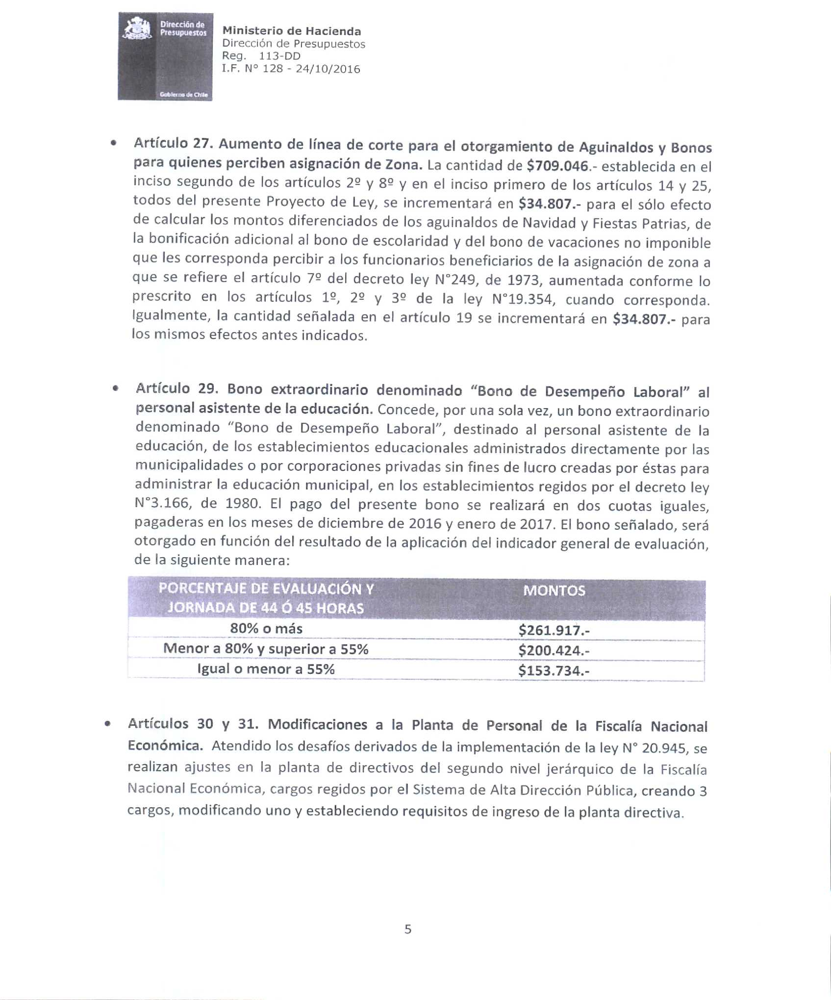 Dirección de
Presupuestos
Gobierno de Chile
Ministerio de Hacienda
Dirección de Presupuestos
Reg. 113-DD
I.F. N° 128 - 24/10/2016
• Artículo 27. Aumento de línea de corte para el otorgamiento de Aguinaldos y Bonos
para quienes perciben asignación de Zona. La cantidad de $709.046.- establecida en el
inciso segundo de los artículos 2º y 8º y en el inciso primero de los artículos 14 y 25,
todos del presente Proyecto de Ley, se incrementará en $34.807.- para el sólo efecto
de calcular los montos diferenciados de los aguinaldos de Navidad y Fiestas Patrias, de
la bonificación adicional al bono de escolaridad y del bono de vacaciones no imponible
que les corresponda percibir a los funcionarios beneficiarios de la asignación de zona a
que se refiere el artículo 7º del decreto ley N°249, de 1973, aumentada conforme lo
prescrito en los artículos 1º, 2º y 3º de la ley N°19.354, cuando corresponda.
Igualmente, la cantidad señalada en el artículo 19 se incrementará en $34.807.- para
los mismos efectos antes indicados.
• Artículo 29. Bono extraordinario denominado “Bono de Desempeño Laboral” al
personal asistente de la educación. Concede, por una sola vez, un bono extraordinario
denominado “Bono de Desempeño Laboral”, destinado al personal asistente de la
educación, de los establecimientos educacionales administrados directamente por las
municipalidades o por corporaciones privadas sin fines de lucro creadas por éstas para
administrar la educación municipal, en los establecimientos regidos por el decreto ley
N°3.166, de 1980. El pago del presente bono se realizará en dos cuotas iguales,
pagaderas en los meses de diciembre de 2016 y enero de 2017. El bono señalado, será
otorgado en función del resultado de la aplicación del indicador general de evaluación,
de la siguiente manera:
PORCENTAJE DE EVALUACIÓN Y MONTOS
JORNADA DE 44 Ó 45 HORAS
80% o más $261.917.-
Menor a 80% y superior a 55% $200.424.-
Igual o menor a 55% $153.734.-
• Artículos 30 y 31. Modificaciones a la Planta de Personal de la Fiscalía Nacional
Económica. Atendido los desafíos derivados de la implementación de la ley N° 20.945, se
realizan ajustes en la planta de directivos del segundo nivel jerárquico de la Fiscalía
Nacional Económica, cargos regidos por el Sistema de Alta Dirección Pública, creando 3
cargos, modificando uno y estableciendo requisitos de ingreso de la planta directiva.
5